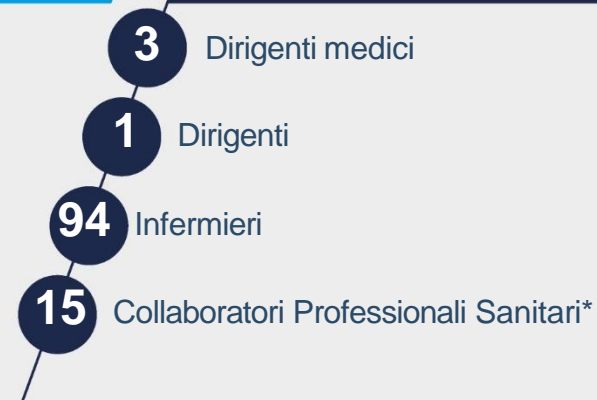 3 Dirigenti medici
1 Dirigenti
94 Infermieri
15 Collaboratori Professionali Sanitari*